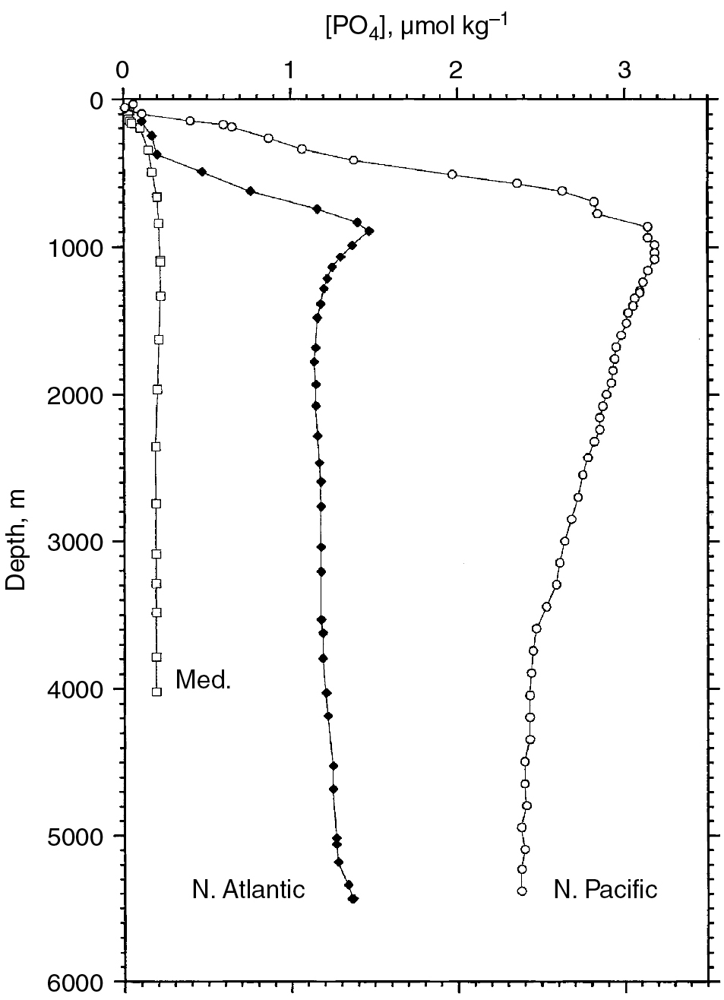 [PO₄], μmol kg⁻¹
0 1 2 3
0
1000
2000
Depth, m
3000
Med.
4000
5000
N. Atlantic N. Pacific
6000